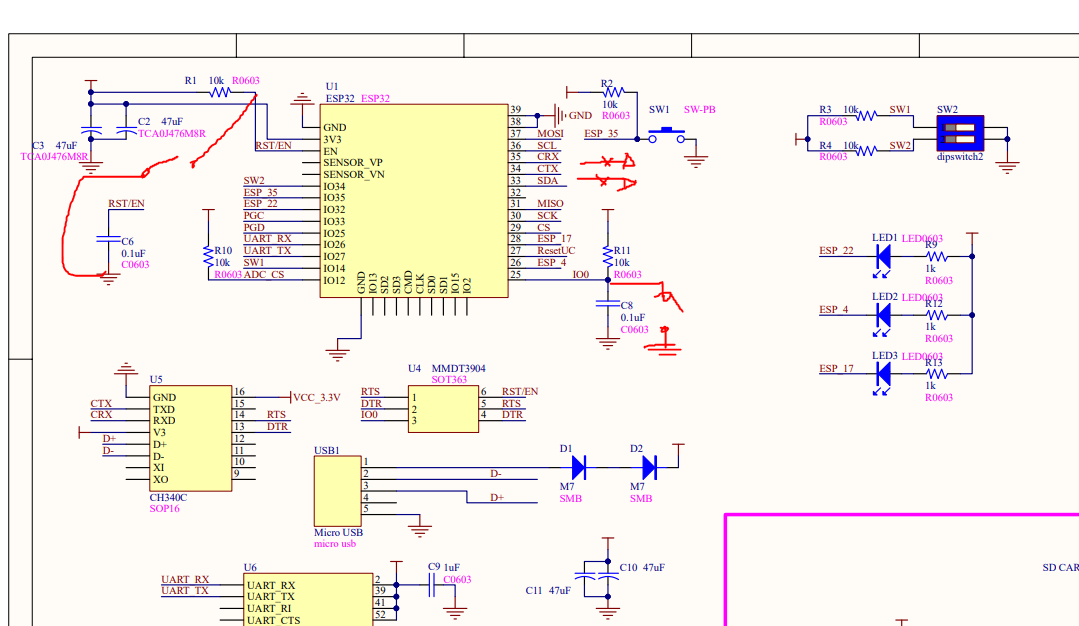 R1 10k R0603
C2 47uF
TCA0J476M8R
C3 47uF
TCA0J476M8R
RST/EN
C6
0.1uF
C0603
U1
ESP32 ESP32
RST/EN
SW2
ESP_35
ESP_22
PGC
PGD
UART_RX
UART_TX
SW1
ADC_CS
R10
10k
R0603
GND
3V3
EN
SENSOR_VP
SENSOR_VN
IO34
IO35
IO32
IO33
IO25
IO26
IO27
IO14
IO12
GND
IO13
SD2
SD3
CMD
CLK
SD0
SD1
IO15
IO2
39
38
37 MOSI
36 SCL
35 CRX
34 CTX
33 SDA
32
31 MISO
30 SCK
29 CS
28 ESP_17
27 ResetUC
26 ESP_4
25 IO0
GND
R2
10k
R0603
ESP_35
SW1 SW-PB
R11
10k
R0603
C8
0.1uF
C0603
R3 10k SW1
R0603
R4 10k SW2
R0603
SW2
dipswitch2
ESP_22
LED1 LED0603
R9
1k
R0603
ESP_4
LED2 LED0603
R12
1k
R0603
ESP_17
LED3 LED0603
R13
1k
R0603
U5
CTX
CRX
D+
D-
GND
TXD
RXD
V3
D+
D-
XI
XO
16 VCC_3.3V
15
14 RTS
13 DTR
12
11
10
9
CH340C
SOP16
U4 MMDT3904
SOT363
RTS 1 6 RST/EN
DTR 2 5 RTS
IO0 3 4 DTR
USB1
1
2 D-
3 D+
4
5
Micro USB
micro usb
D1
M7
SMB
D2
M7
SMB
U6
UART_RX UART_RX 2
UART_TX UART_TX 39
UART_RI 41
UART_CTS 52
C9 1uF
C0603
C10 47uF
C11 47uF
SD CAR